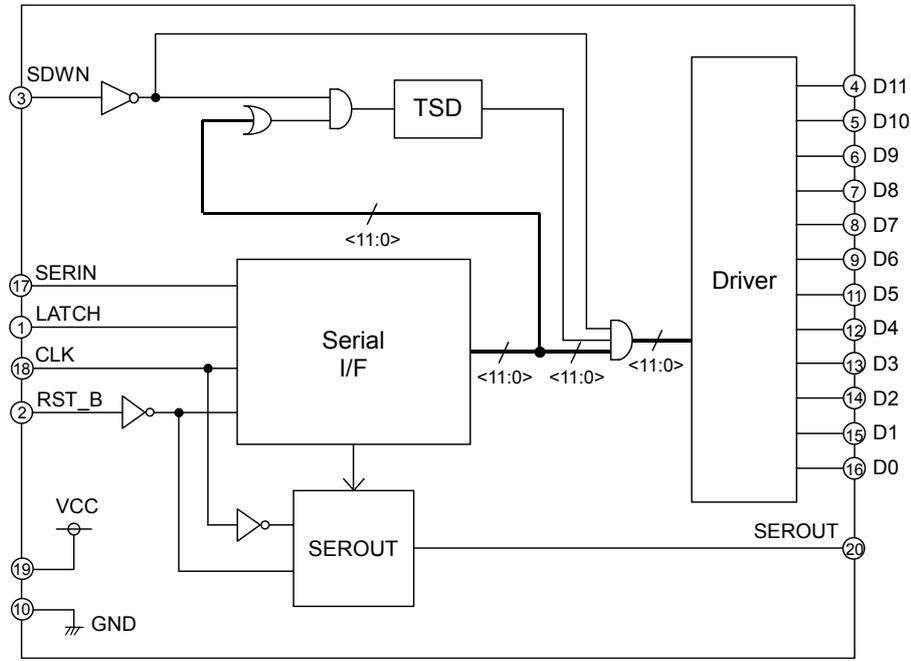 SDWN
3
TSD
4 D11
5 D10
6 D9
7 D8
8 D7
9 D6
11 D5
12 D4
13 D3
14 D2
15 D1
16 D0
<11:0>
17 SERIN
1 LATCH
18 CLK
2 RST_B
Serial
I/F
<11:0>
<11:0>
<11:0>
Driver
VCC
19
10
GND
SEROUT
SEROUT
20